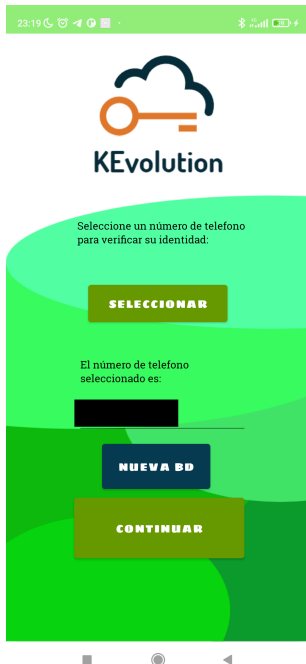 23:19
KEvolution
Seleccione un número de telefono
para verificar su identidad:
SELECCIONAR
El número de telefono
seleccionado es:
NUEVA BD
CONTINUAR